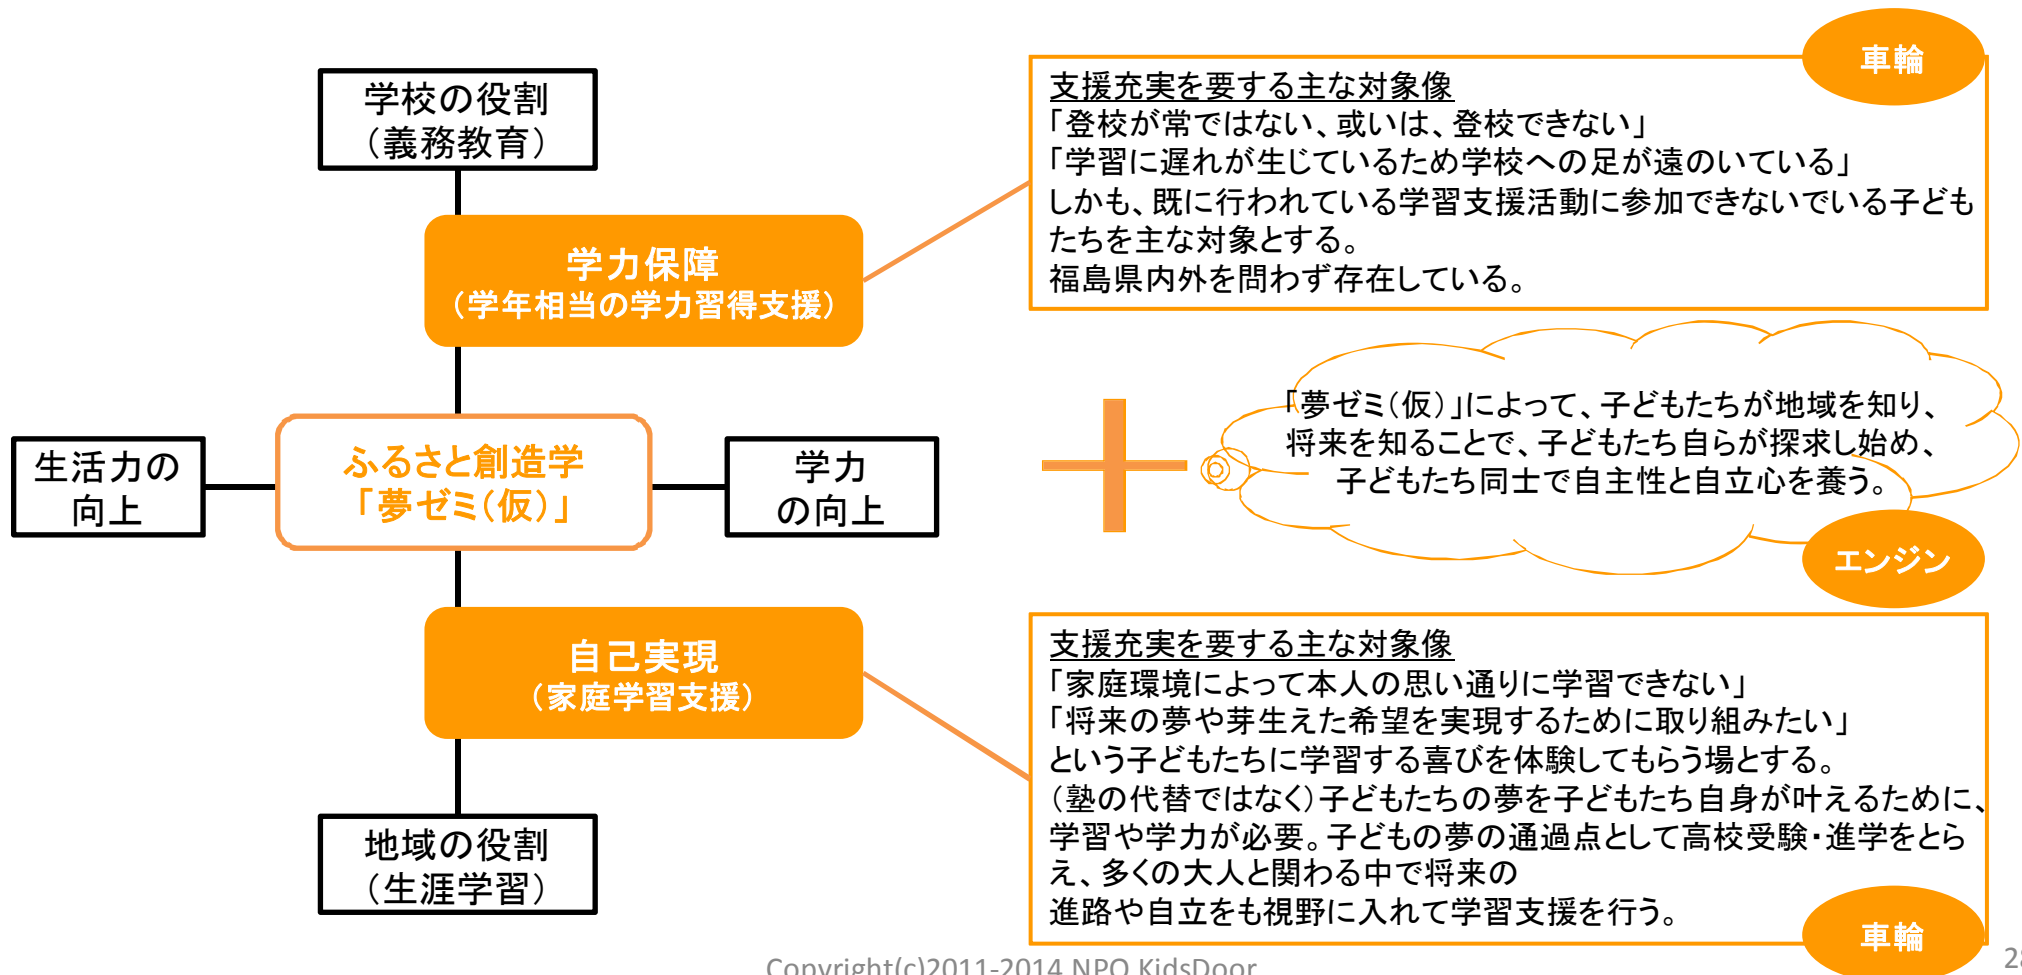 学校の役割
（義務教育）
学力保障
（学年相当の学力習得支援）
生活力の
向上
ふるさと創造学
「夢ゼミ（仮）」
学力
の向上
自己実現
（家庭学習支援）
地域の役割
（生涯学習）
車輪
支援充実を要する主な対象像
「登校が常ではない、或いは、登校できない」
「学習に遅れが生じているため学校への足が遠のいている」
しかも、既に行われている学習支援活動に参加できないでいる子ども
たちを主な対象とする。
福島県内外を問わず存在している。
「夢ゼミ（仮）」によって、子どもたちが地域を知り、
将来を知ることで、子どもたち自らが探求し始め、
子どもたち同士で自主性と自立心を養う。
エンジン
支援充実を要する主な対象像
「家庭環境によって本人の思い通りに学習できない」
「将来の夢や芽生えた希望を実現するために取り組みたい」
という子どもたちに学習する喜びを体験してもらう場とする。
（塾の代替ではなく）子どもたちの夢を子どもたち自身が叶えるために、
学習や学力が必要。子どもの夢の通過点として高校受験・進学をとら
え、多くの大人と関わる中で将来の
進路や自立をも視野に入れて学習支援を行う。
車輪
Copyright(c)2011-2014 NPO KidsDoor